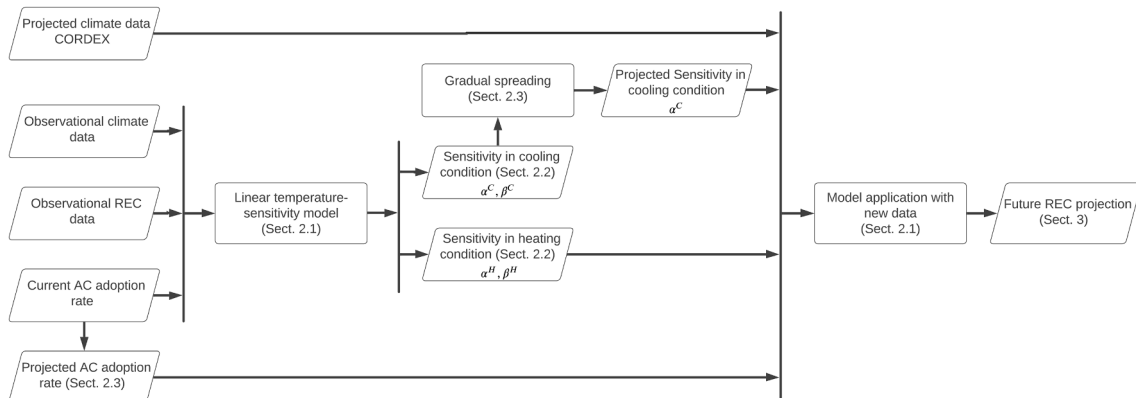 Projected climate data
CORDEX
Gradual spreading
(Sect. 2.3)
Projected Sensitivity in
cooling condition
α^C
Observational climate
data
Sensitivity in cooling
condition (Sect. 2.2)
α^C, β^C
Observational REC
data
Linear temperature-
sensitivity model
(Sect. 2.1)
Model application with
new data
(Sect. 2.1)
Future REC projection
(Sect. 3)
Sensitivity in heating
condition (Sect. 2.2)
α^H, β^H
Current AC adoption
rate
Projected AC adoption
rate (Sect. 2.3)